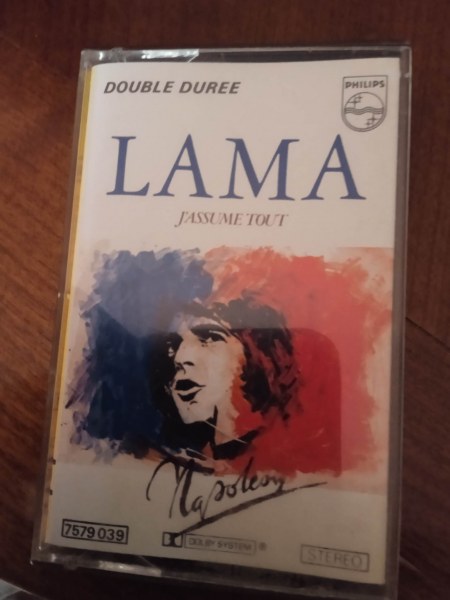 DOUBLE DUREE
PHILIPS
LAMA
J'ASSUME TOUT
Napoleon
7579 039
DOLBY SYSTEM ®
STEREO